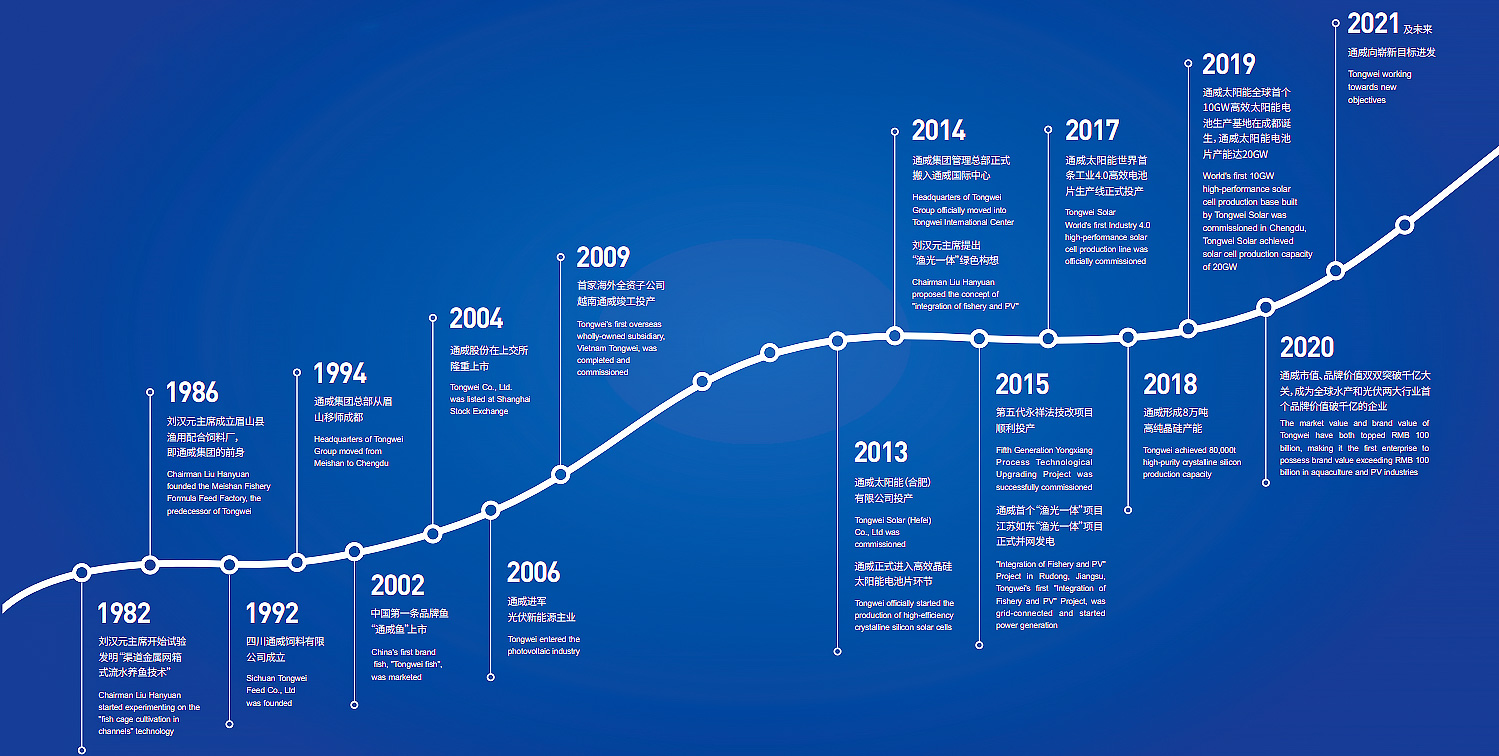 1982
刘汉元主席开始试验
发明“渠道金属网箱
式流水养鱼技术”
Chairman Liu Hanyuan
started experimenting on the
"fish cage cultivation in
channels" technology
1986
刘汉元主席成立眉山县
渔用配合饲料厂，
即通威集团的前身
Chairman Liu Hanyuan
founded the Meishan Fishery
Formula Feed Factory, the
predecessor of Tongwei
1992
四川通威饲料有限
公司成立
Sichuan Tongwei
Feed Co., Ltd
was founded
1994
通威集团总部从眉
山移师成都
Headquarters of Tongwei
Group moved from
Meishan to Chengdu
2002
中国第一条品牌鱼
“通威鱼”上市
China's first brand
fish, "Tongwei fish",
was marketed
2004
通威股份在上交所
隆重上市
Tongwei Co., Ltd.
was listed at Shanghai
Stock Exchange
2006
通威进军
光伏新能源主业
Tongwei entered the
photovoltaic industry
2009
首家海外全资子公司
越南通威竣工投产
Tongwei's first overseas
wholly-owned subsidiary,
Vietnam Tongwei, was
completed and
commissioned
2013
通威太阳能(合肥)
有限公司投产
Tongwei Solar (Hefei)
Co., Ltd was
commissioned
通威正式进入高效晶硅
太阳能电池片环节
Tongwei officially started the
production of high-efficiency
crystalline silicon solar cells
2014
通威集团管理总部正式
搬入通威国际中心
Headquarters of Tongwei
Group officially moved into
Tongwei International Center
刘汉元主席提出
“渔光一体”绿色构想
Chairman Liu Hanyuan
proposed the concept of
"integration of fishery and PV"
2015
第五代永祥法技改项目
顺利投产
Fifth Generation Yongxiang
Process Technological
Upgrading Project was
successfully commissioned
通威首个“渔光一体”项目
江苏如东“渔光一体”项目
正式并网发电
"Integration of Fishery and PV"
Project in Rudong, Jiangsu,
Tongwei's first "Integration of
Fishery and PV" Project, was
grid-connected and started
power generation
2017
通威太阳能世界首
条工业4.0高效电池
片生产线正式投产
Tongwei Solar
World's first Industry 4.0
high-performance solar
cell production line was
officially commissioned
2018
通威形成8万吨
高纯晶硅产能
Tongwei achieved 80,000t
high-purity crystalline silicon
production capacity
2019
通威太阳能全球首个
10GW高效太阳能电
池生产基地在成都诞
生，通威太阳能电池
片产能达20GW
World's first 10GW
high-performance solar
cell production base built
by Tongwei Solar was
commissioned in Chengdu,
Tongwei Solar achieved
solar cell production capacity
of 20GW
2020
通威市值、品牌价值双双突破千亿大
关，成为全球水产和光伏两大行业首
个品牌价值破千亿的企业
The market value and brand value of
Tongwei have both topped RMB 100
billion, making it the first enterprise to
possess brand value exceeding RMB 100
billion in aquaculture and PV industries
2021 及未来
通威向崭新目标进发
Tongwei working
towards new
objectives